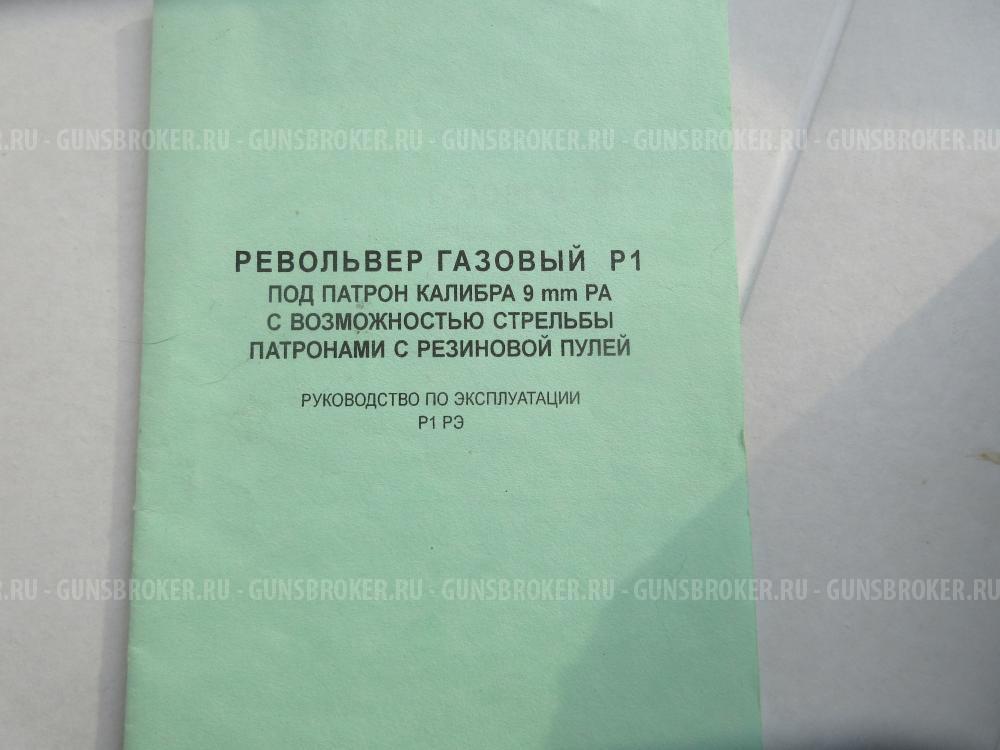 .RU - GUNSBROKER.RU - GUNSBROKER.RU - GUNSBROKER.RU - GUNSBROKER.RU - GUNSBROKER.RU
РЕВОЛЬВЕР ГАЗОВЫЙ Р1
ПОД ПАТРОН КАЛИБРА 9 mm РА
С ВОЗМОЖНОСТЬЮ СТРЕЛЬБЫ
ПАТРОНАМИ С РЕЗИНОВОЙ ПУЛЕЙ
РУКОВОДСТВО ПО ЭКСПЛУАТАЦИИ
Р1 РЭ
.RU - GUNSBROKER.RU - GUNSBROKER.RU - GUNSBROKER.RU - GUNSBROKER.RU - GUNSBROKER.RU